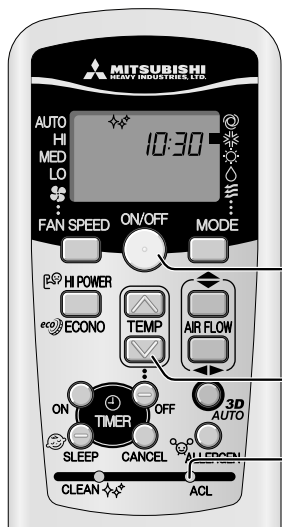 MITSUBISHI
HEAVY INDUSTRIES, LTD.
AUTO
HI
MED
LO
10:30
FAN SPEED
ON/OFF
MODE
HI POWER
eco ECONO
TEMP
AIR FLOW
3D
AUTO
ON
OFF
TIMER
SLEEP
CANCEL
ALLERGEN
CLEAN
ACL